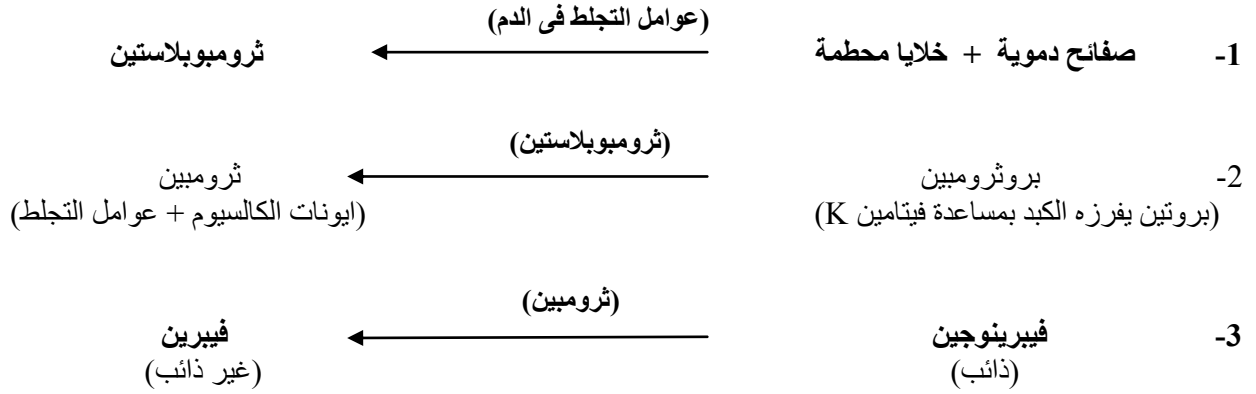 (عوامل التجلط فى الدم)
1- صفائح دموية + خلايا محطمة ثرومبوبلاستين
(ثرومبوبلاستين)
2- بروثرومبين ثرومبين
(بروتين يفرزه الكبد بمساعدة فيتامين K) (ايونات الكالسيوم + عوامل التجلط)
(ثرومبين)
3- فيبرينوجين فيبرين
(ذائب) (غير ذائب)